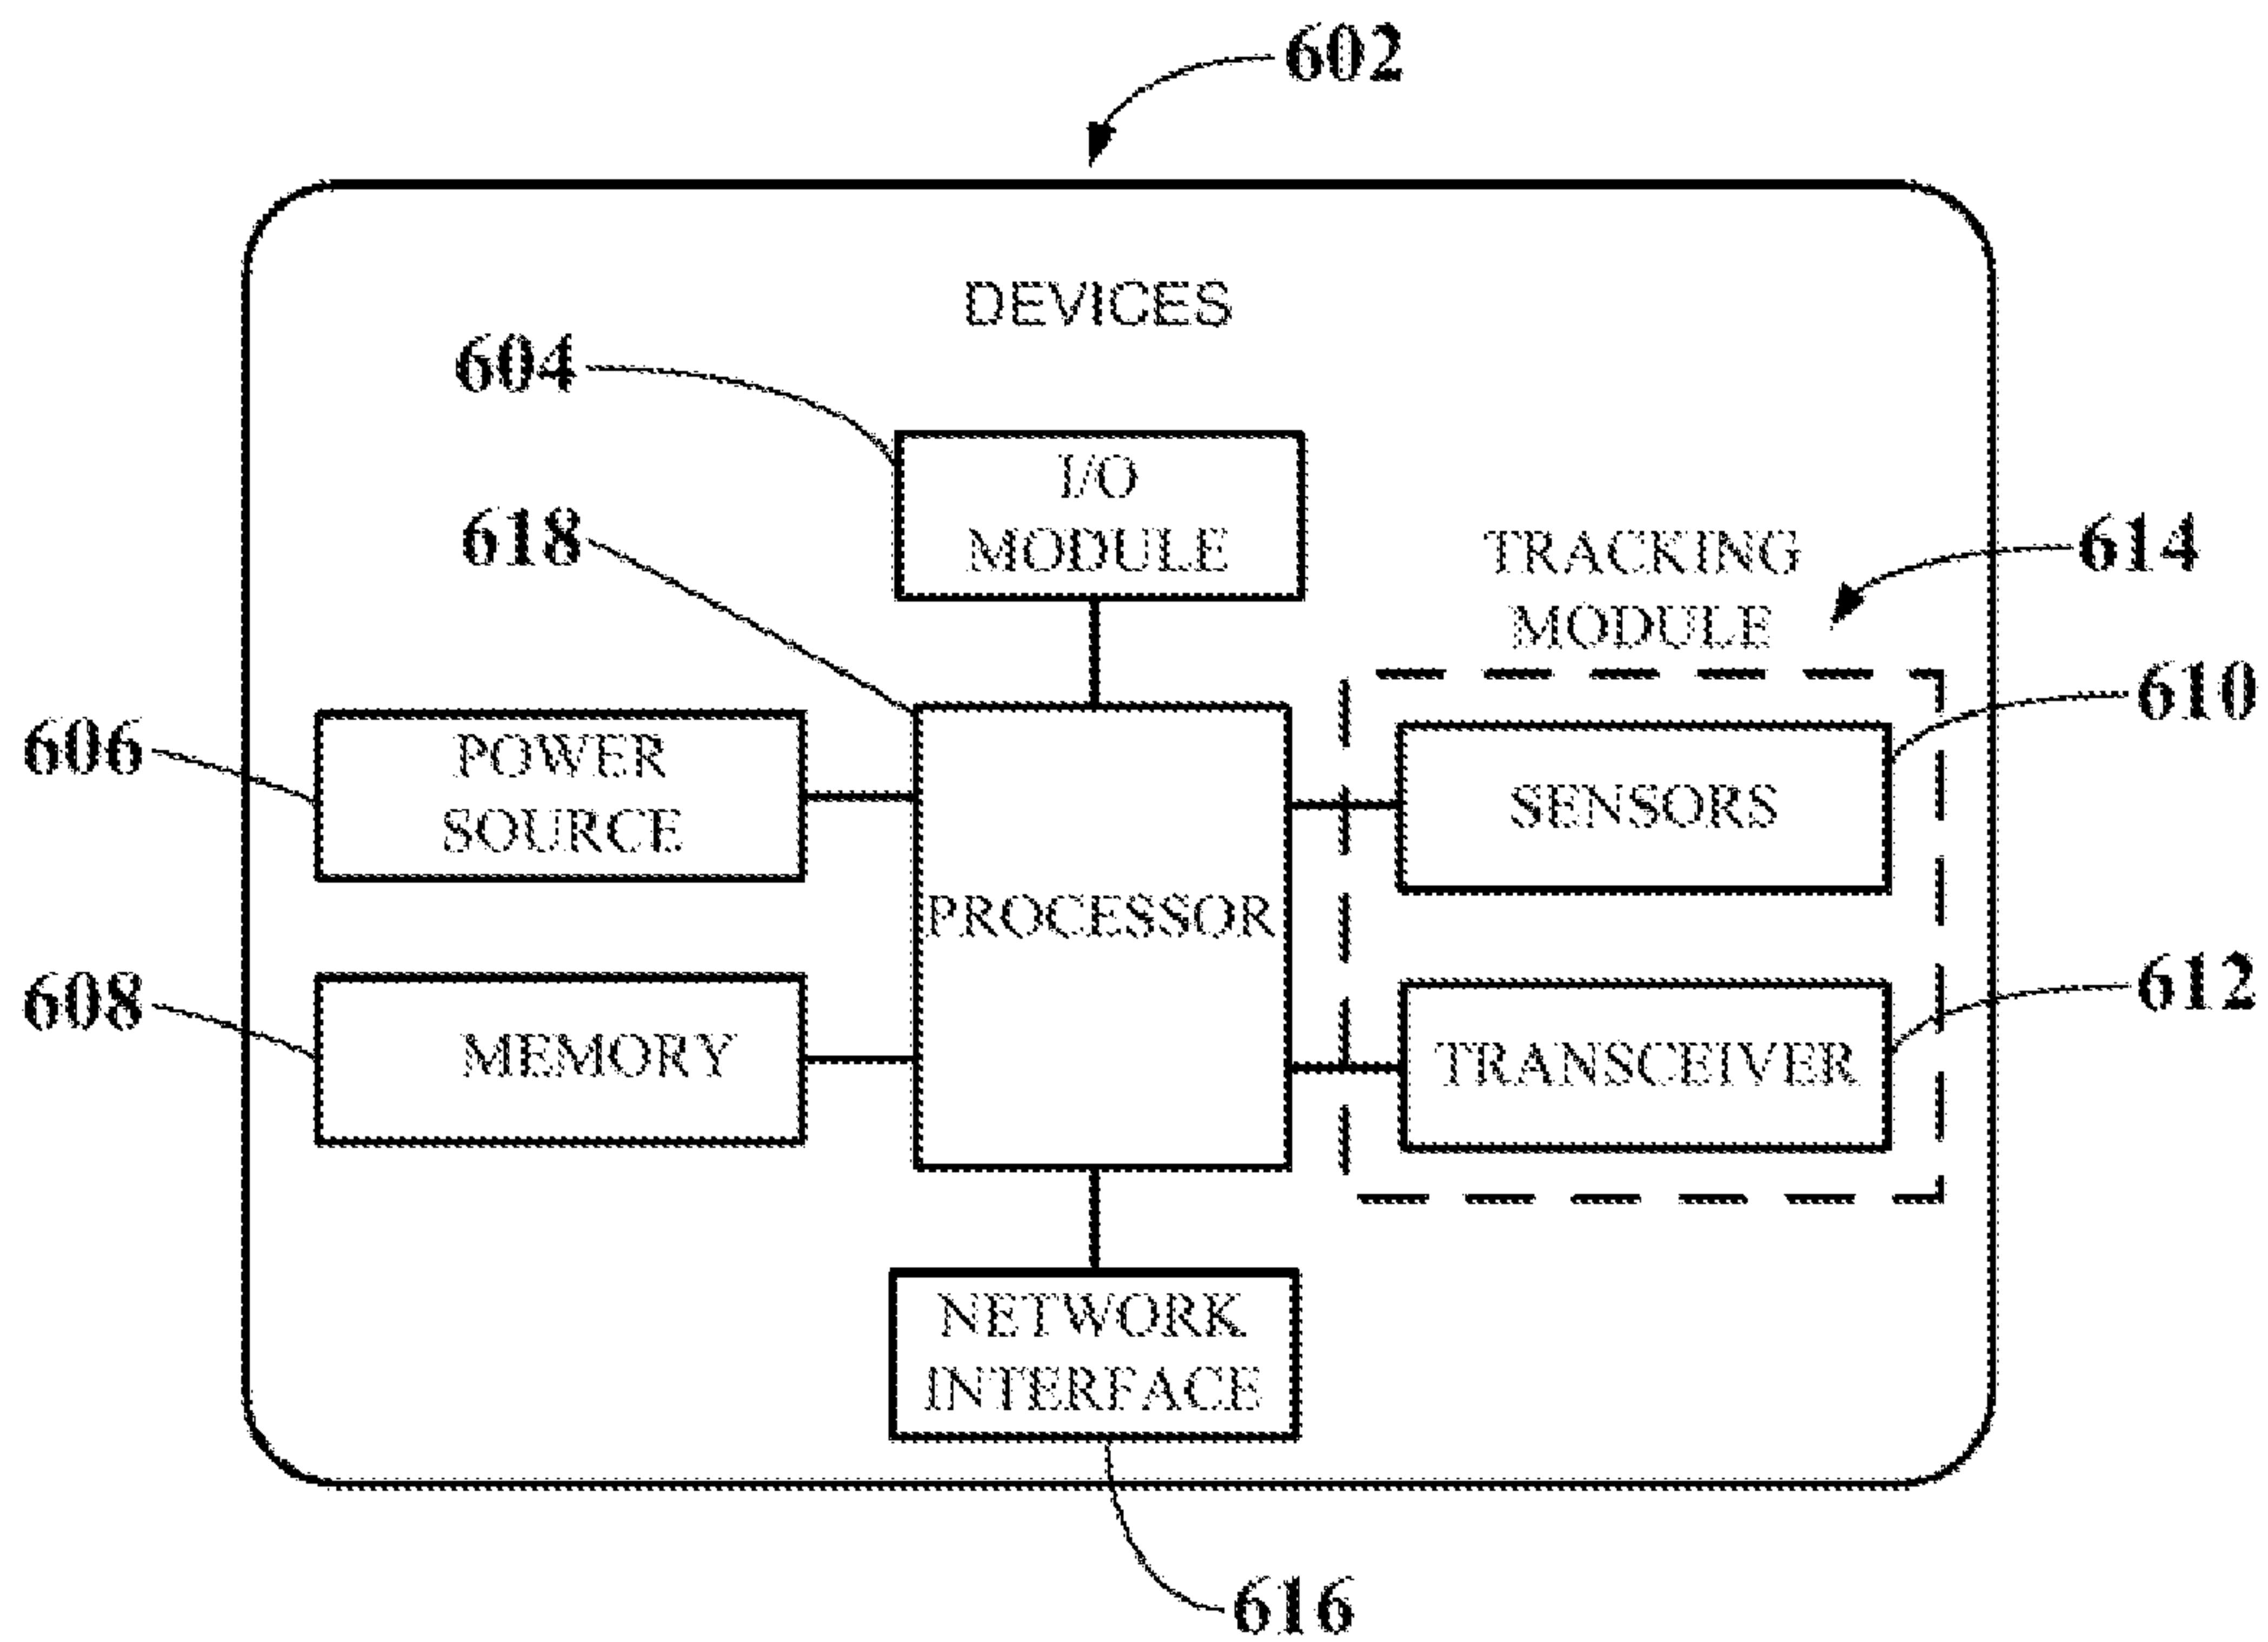 602
DEVICES
604
I/O
MODULE
618
TRACKING
MODULE
614
610
606
POWER
SOURCE
SENSORS
PROCESSOR
608
MEMORY
TRANSCEIVER
612
NETWORK
INTERFACE
616